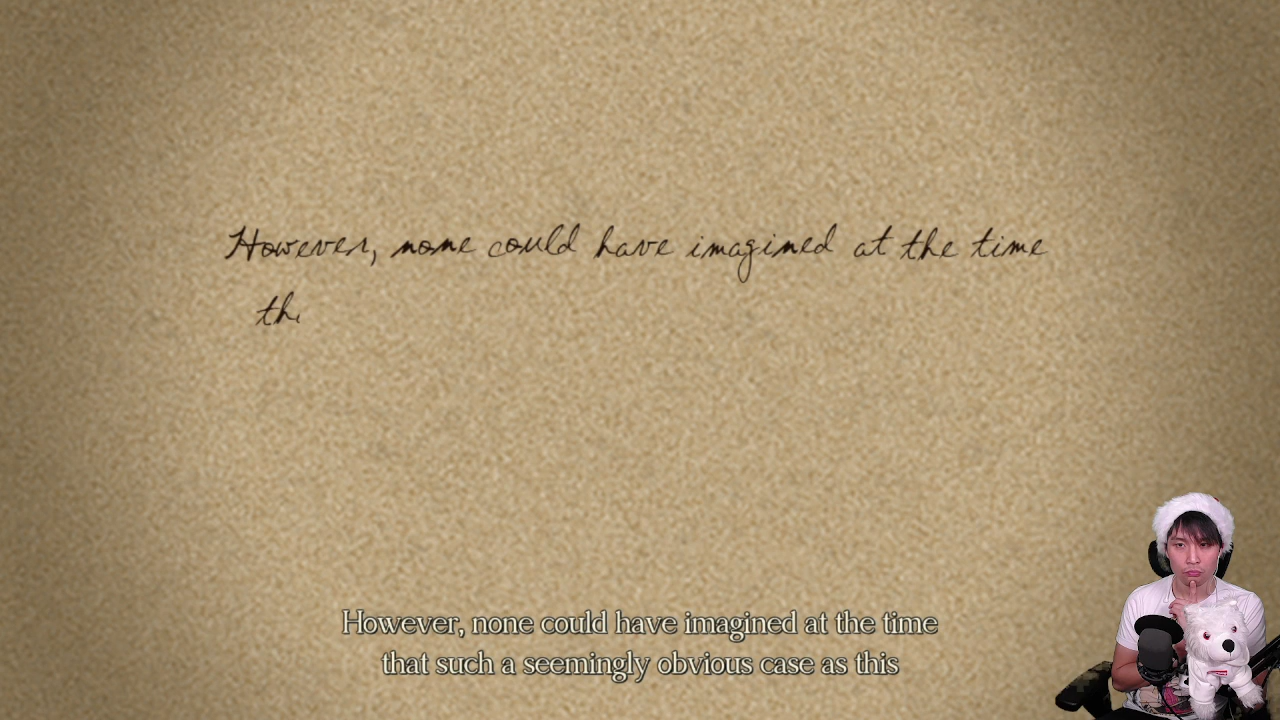 However, none could have imagined at the time
th
However, none could have imagined at the time
that such a seemingly obvious case as this